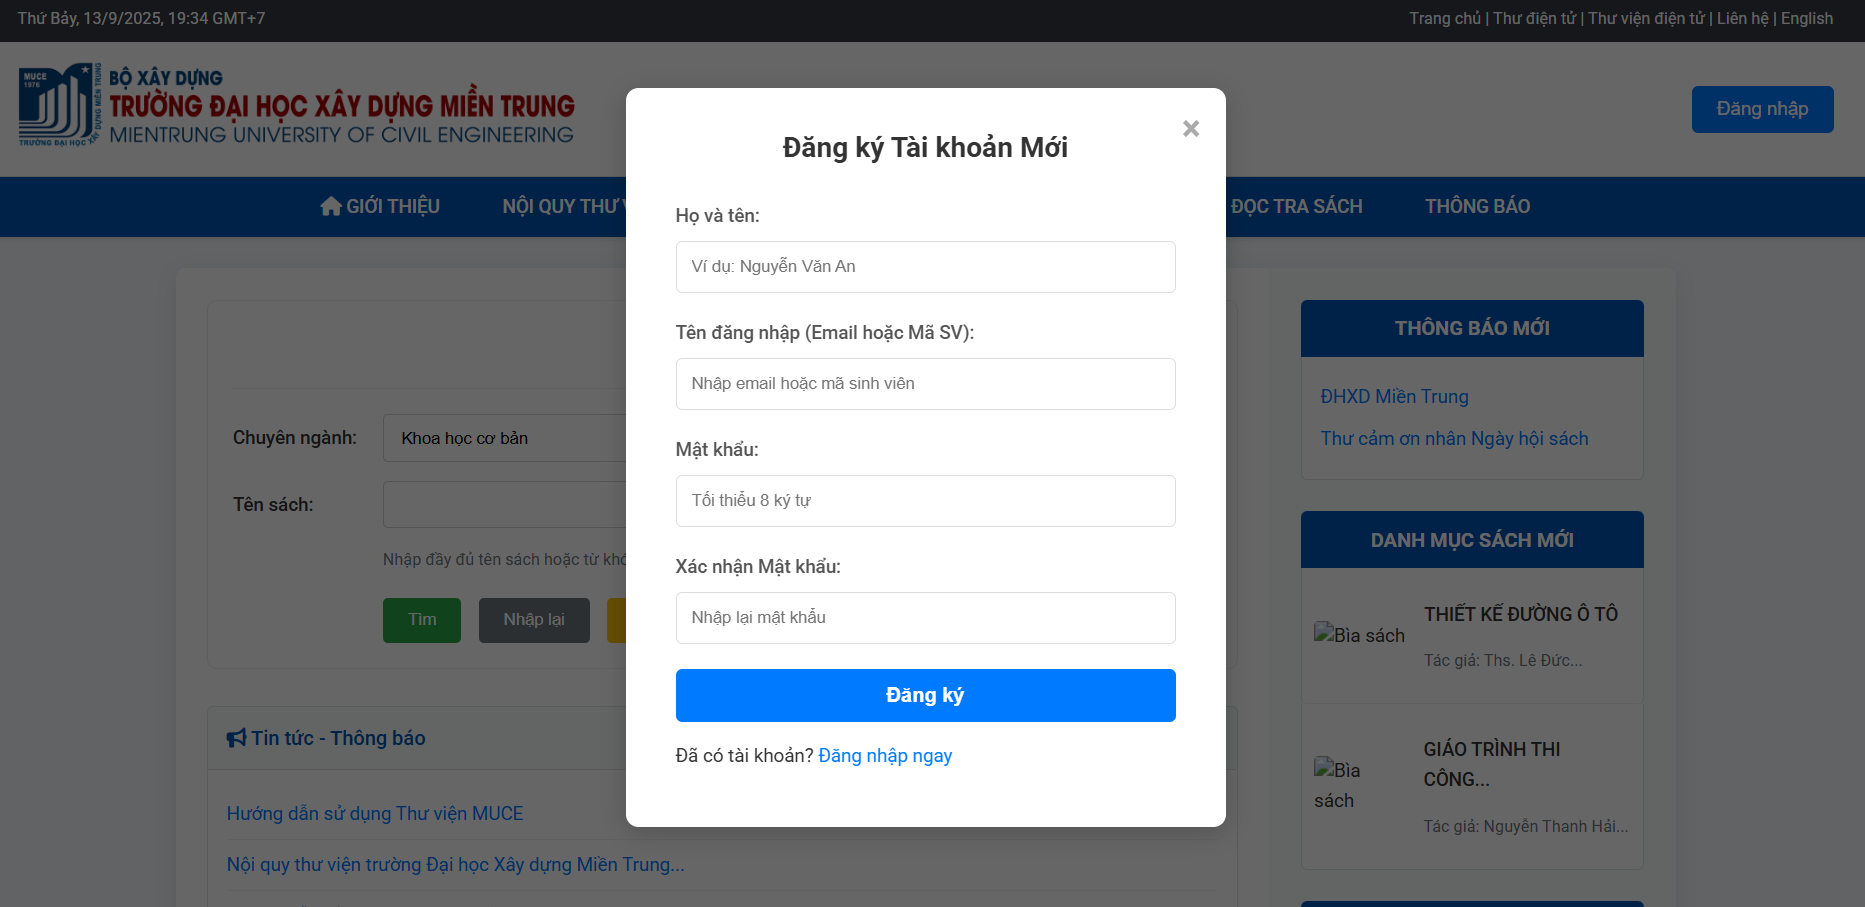 Thứ Bảy, 13/9/2025, 19:34 GMT+7
Trang chủ | Thư điện tử | Thư viện điện tử | Liên hệ | English
MUCE
1976
TRƯỜNG ĐẠI HỌC XÂY DỰNG MIỀN TRUNG
BỘ XÂY DỰNG
TRƯỜNG ĐẠI HỌC XÂY DỰNG MIỀN TRUNG
MIENTRUNG UNIVERSITY OF CIVIL ENGINEERING
Đăng nhập
GIỚI THIỆU
NỘI QUY THƯ
ĐỌC TRA SÁCH
THÔNG BÁO
Đăng ký Tài khoản Mới
×
Họ và tên:
Ví dụ: Nguyễn Văn An
Tên đăng nhập (Email hoặc Mã SV):
Nhập email hoặc mã sinh viên
Mật khẩu:
Tối thiểu 8 ký tự
Xác nhận Mật khẩu:
Nhập lại mật khẩu
Đăng ký
Đã có tài khoản? Đăng nhập ngay
Chuyên ngành:
Khoa học cơ bản
Tên sách:
Nhập đầy đủ tên sách hoặc từ
Tìm
Nhập lại
Tin tức - Thông báo
Hướng dẫn sử dụng Thư viện MUCE
Nội quy thư viện trường Đại học Xây dựng Miền Trung...
THÔNG BÁO MỚI
ĐHXD Miền Trung
Thư cảm ơn nhân Ngày hội sách
DANH MỤC SÁCH MỚI
Bìa sách
THIẾT KẾ ĐƯỜNG Ô TÔ
Tác giả: Ths. Lê Đức...
Bìa
sách
GIÁO TRÌNH THI
CÔNG...
Tác giả: Nguyễn Thanh Hải...